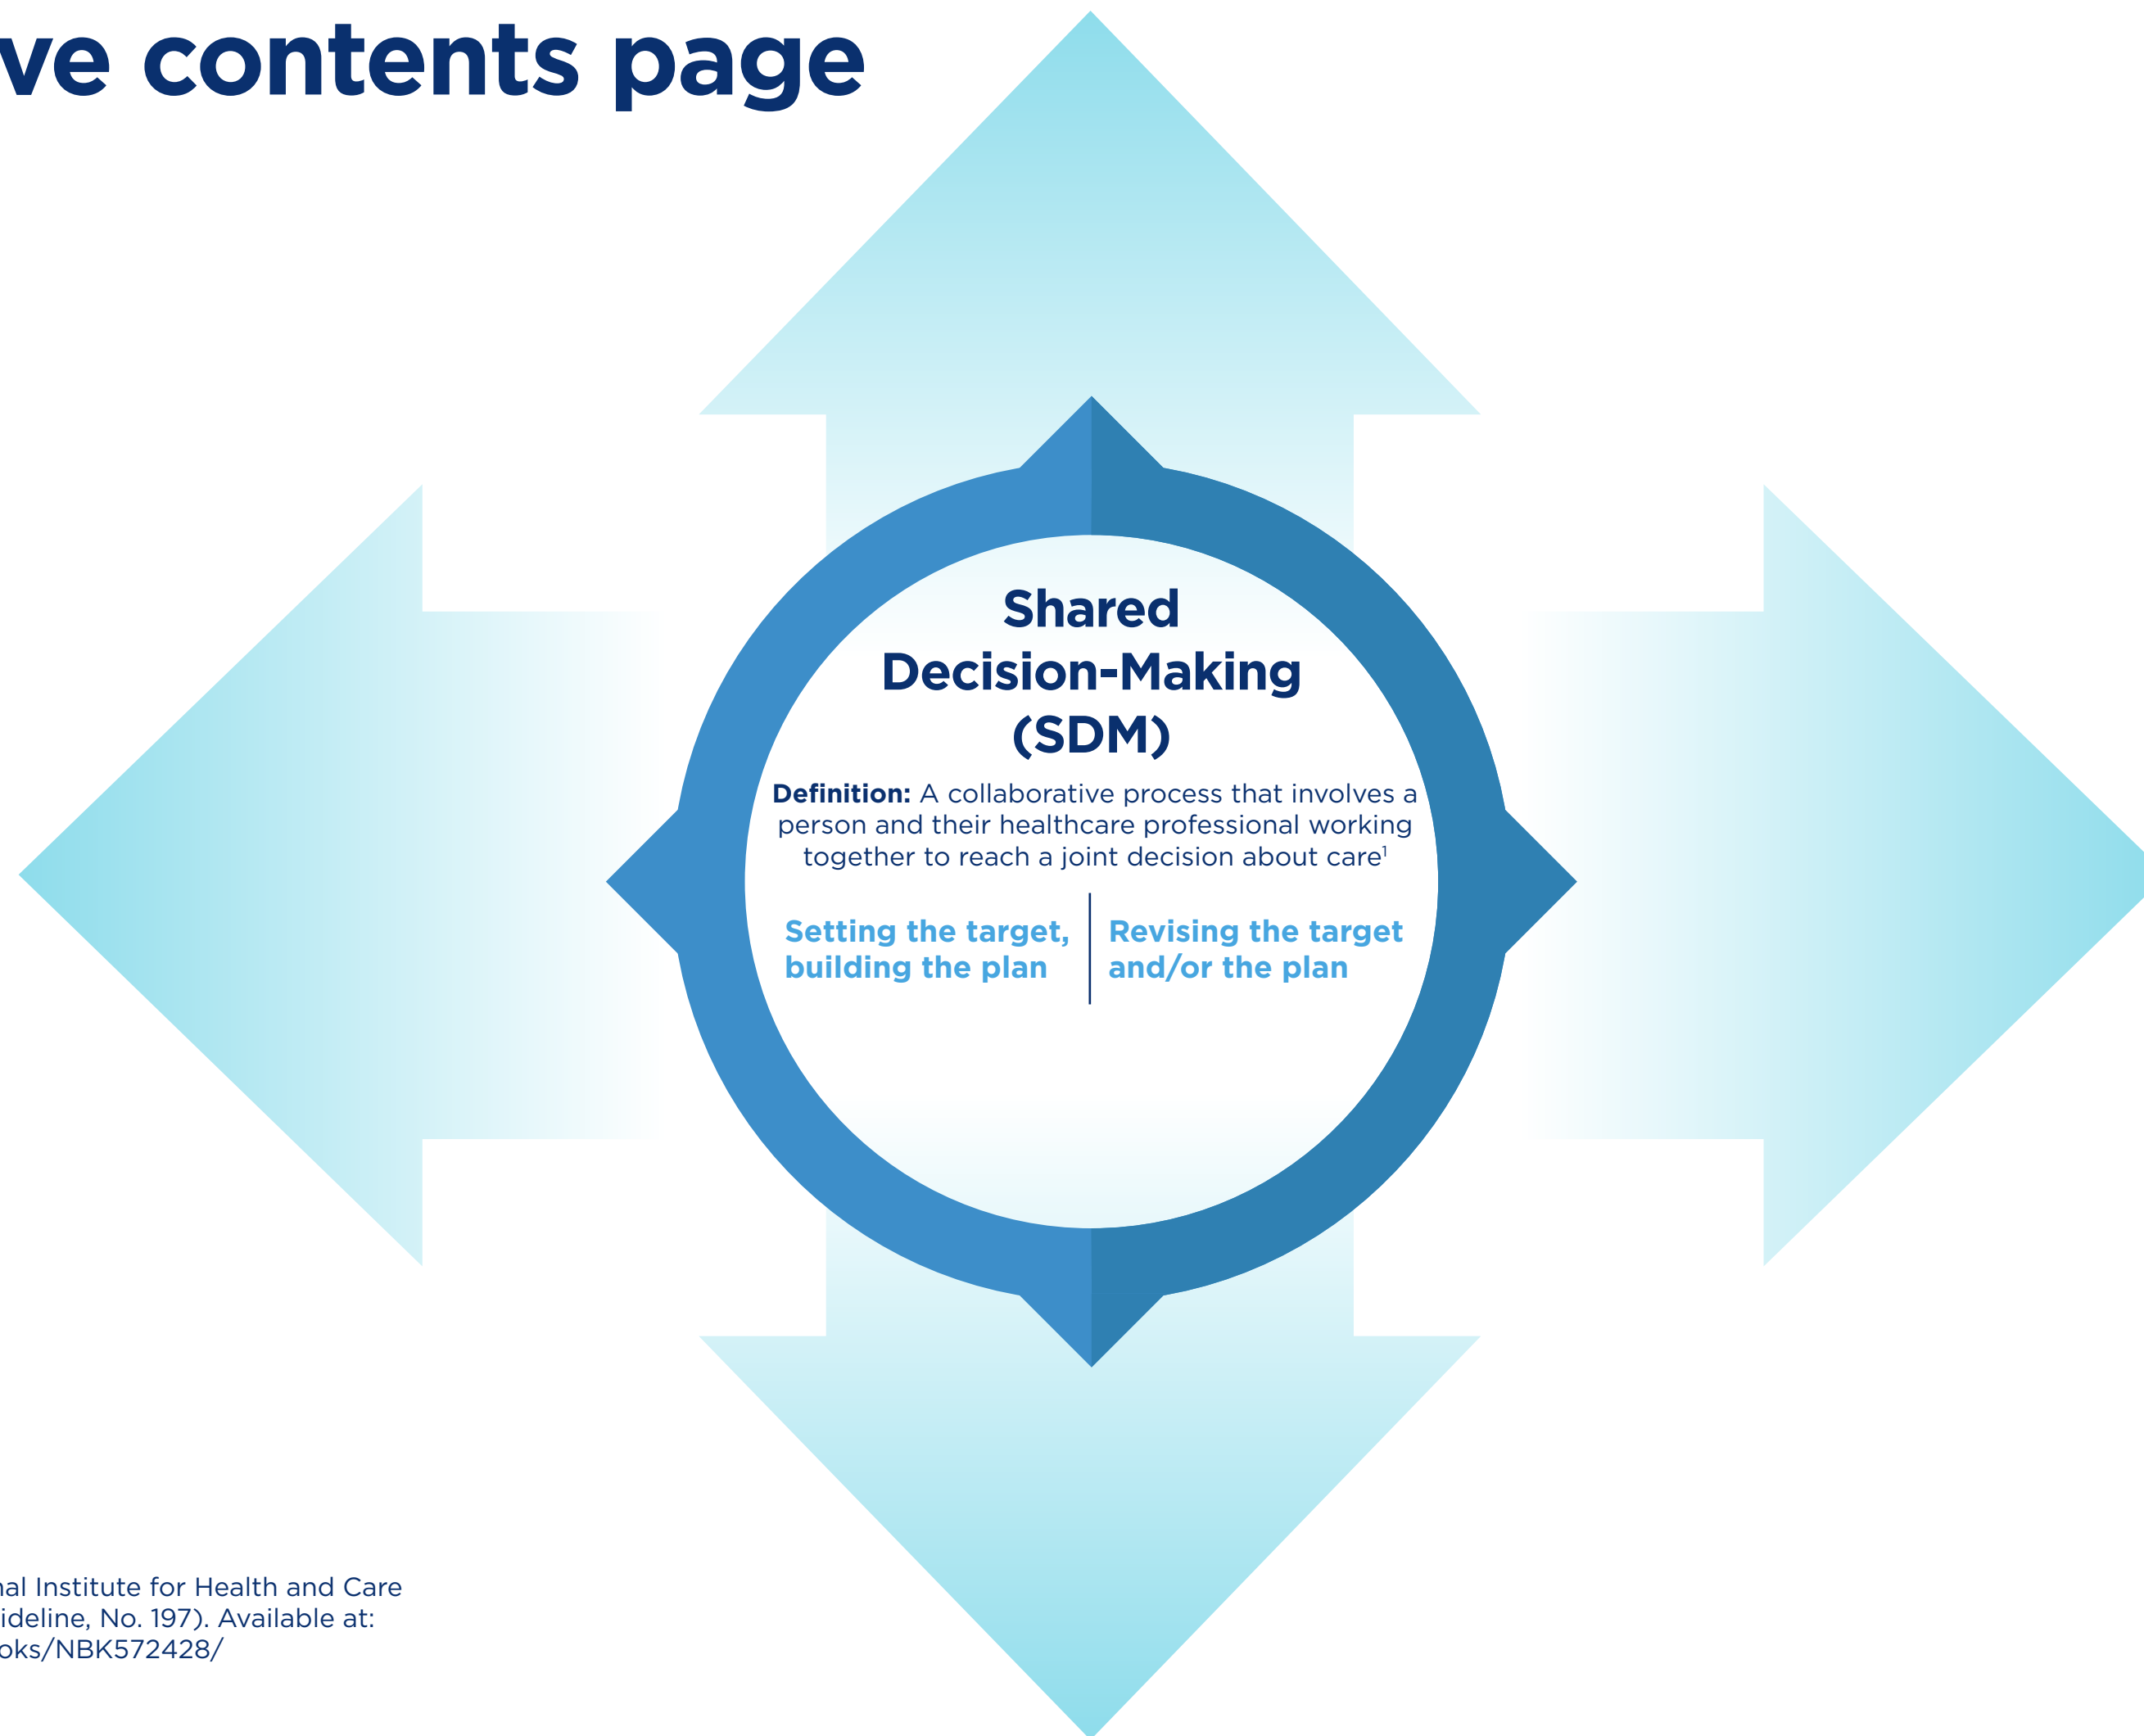 ve contents page
Shared
Decision-Making
(SDM)
Definition: A collaborative process that involves a
person and their healthcare professional working
together to reach a joint decision about care¹
Setting the target,
building the plan
Revising the target
and/or the plan
nal Institute for Health and Care
ideline, No. 197). Available at:
oks/NBK572428/